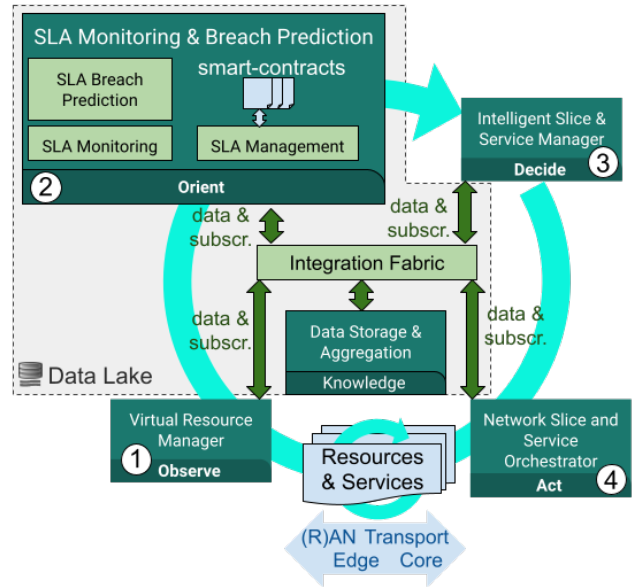 SLA Monitoring & Breach Prediction
smart-contracts
SLA Breach
Prediction
SLA Monitoring
SLA Management
2
Orient
Intelligent Slice &
Service Manager
Decide
3
data &
subscr.
data &
subscr.
Integration Fabric
data &
subscr.
data &
subscr.
Data Storage &
Aggregation
Knowledge
Data Lake
Virtual Resource
Manager
1
Observe
Resources
& Services
Network Slice and
Service
Orchestrator
Act
4
(R)AN Transport
Edge Core